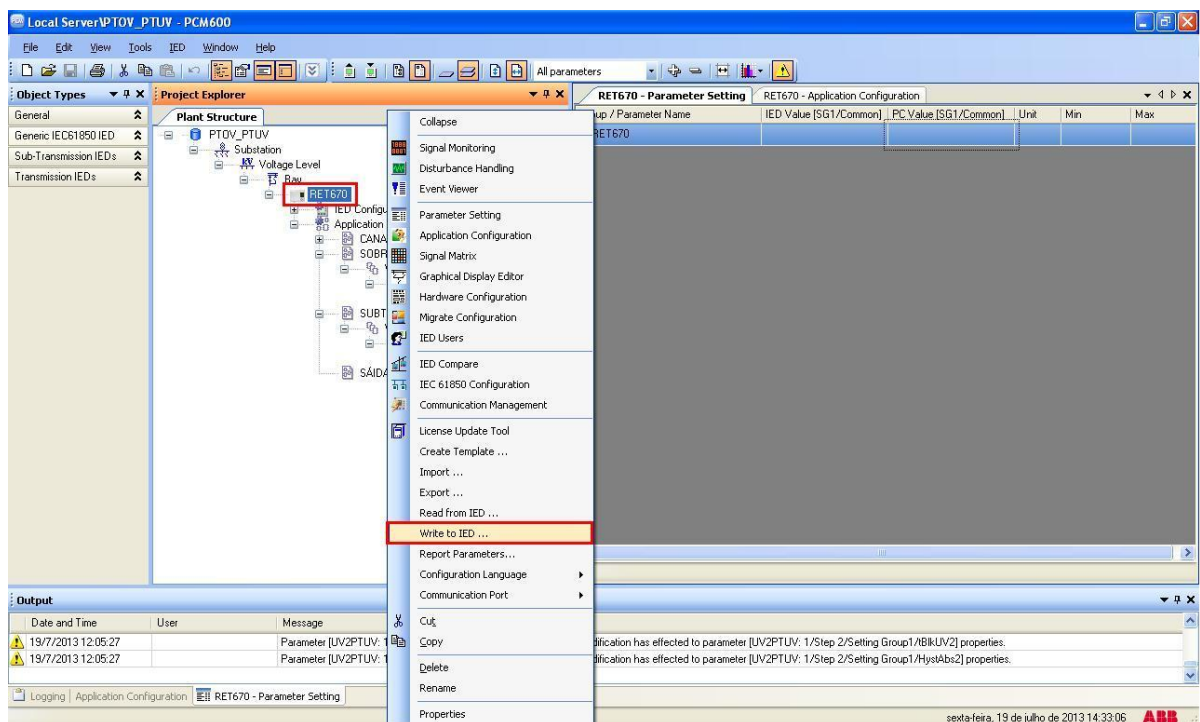 Local Server\PTOV_PTUV - PCM600
File Edit View Tools IED Window Help
All parameters
Object Types
General
Generic IEC61850 IED
Sub-Transmission IEDs
Transmission IEDs
Project Explorer
Plant Structure
PTOV_PTUV
Substation
Voltage Level
Bay
RET670
IED Configu
Application
CANA
SOBR
SUBT
SÁIDA
Collapse
Signal Monitoring
Disturbance Handling
Event Viewer
Parameter Setting
Application Configuration
Signal Matrix
Graphical Display Editor
Hardware Configuration
Migrate Configuration
IED Users
IED Compare
IEC 61850 Configuration
Communication Management
License Update Tool
Create Template ...
Import ...
Export ...
Read from IED ...
Write to IED ...
Report Parameters...
Configuration Language
Communication Port
Cut
Copy
Delete
Rename
Properties
RET670 - Parameter Setting RET670 - Application Configuration
up / Parameter Name IED Value [SG1/Common] PC Value [SG1/Common] Unit Min Max
RET670
Output
Date and Time User Message
19/7/2013 12:05:27 Parameter [UV2PTUV: 1 dification has effected to parameter [UV2PTUV: 1/Step 2/Setting Group1/tBlkUV2] properties.
19/7/2013 12:05:27 Parameter [UV2PTUV: 1 dification has effected to parameter [UV2PTUV: 1/Step 2/Setting Group1/HystAbs2] properties.
Logging Application Configuration RET670 - Parameter Setting
sexta-feira, 19 de julho de 2013 14:33:06 ABB